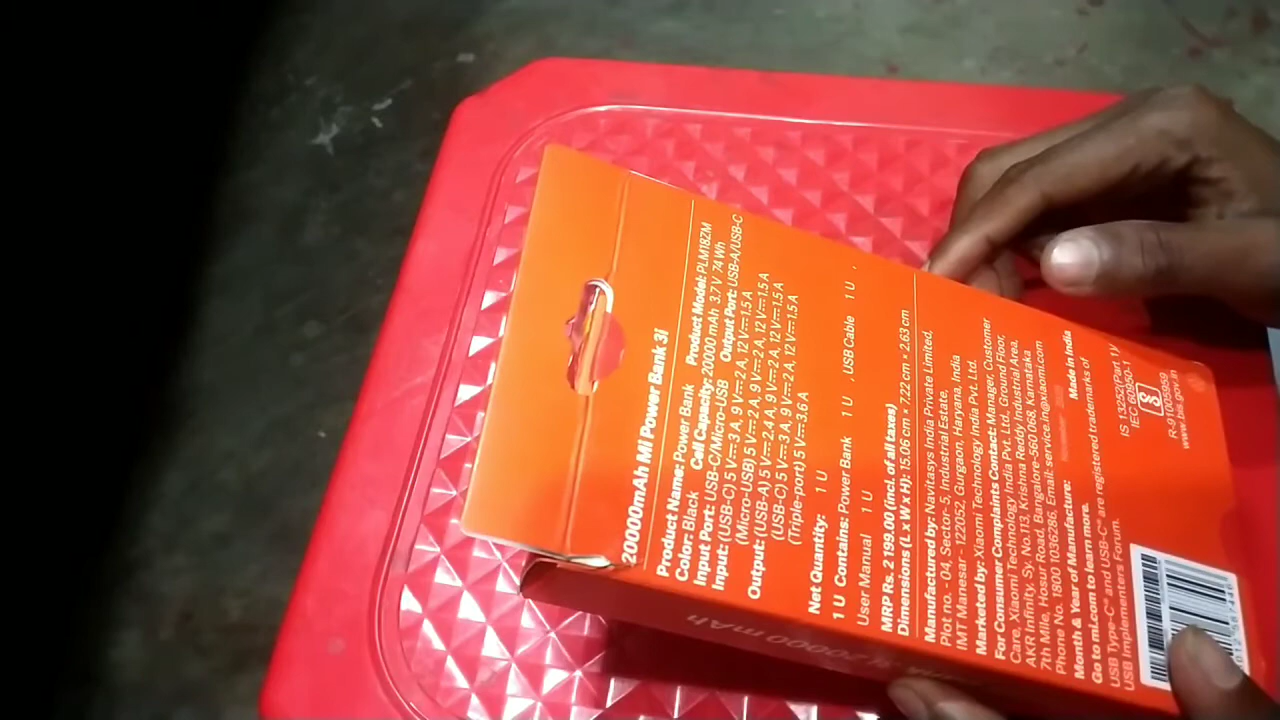 20000mAh Mi Power Bank 3i
Product Name: Power Bank Product Model: PLM18ZM
Color: Black Cell Capacity: 20000 mAh 3.7 V 74 Wh
Input Port: USB-C/Micro-USB Output Port: USB-A/USB-C
Input: (USB-C) 5 V⎓3 A, 9 V⎓2 A, 12 V⎓1.5 A
(Micro-USB) 5 V⎓2 A, 9 V⎓2 A, 12 V⎓1.5 A
Output: (USB-A) 5 V⎓2.4 A, 9 V⎓2 A, 12 V⎓1.5 A
(USB-C) 5 V⎓3 A, 9 V⎓2 A, 12 V⎓1.5 A
(Triple-port) 5 V⎓3.6 A
Net Quantity: 1 U
1 U Contains: Power Bank 1 U , USB Cable 1 U ,
User Manual 1 U
MRP Rs. 2 199.00 (incl. of all taxes)
Dimensions (L x W x H): 15.06 cm × 7.22 cm × 2.63 cm
Manufactured by: Navitasys India Private Limited,
Plot no. - 04, Sector-5, Industrial Estate,
IMT Manesar - 122052, Gurgaon, Haryana, India
Marketed by: Xiaomi Technology India Pvt. Ltd.
For Consumer Complaints Contact: Manager, Customer
Care, Xiaomi Technology India Pvt. Ltd, Ground Floor,
AKR Infinity, Sy. No.113, Krishna Reddy Industrial Area,
7th Mile, Hosur Road, Bangalore-560 068, Karnataka
Phone No. 1800 1036286, Email: service.in@xiaomi.com
Month & Year of Manufacture: Made in India
Go to mi.com to learn more.
USB Type-C® and USB-C® are registered trademarks of
USB Implementers Forum.
IS 13252(Part 1)/
IEC 60950-1
R-41005959
www.bis.gov.in
20000 mAh